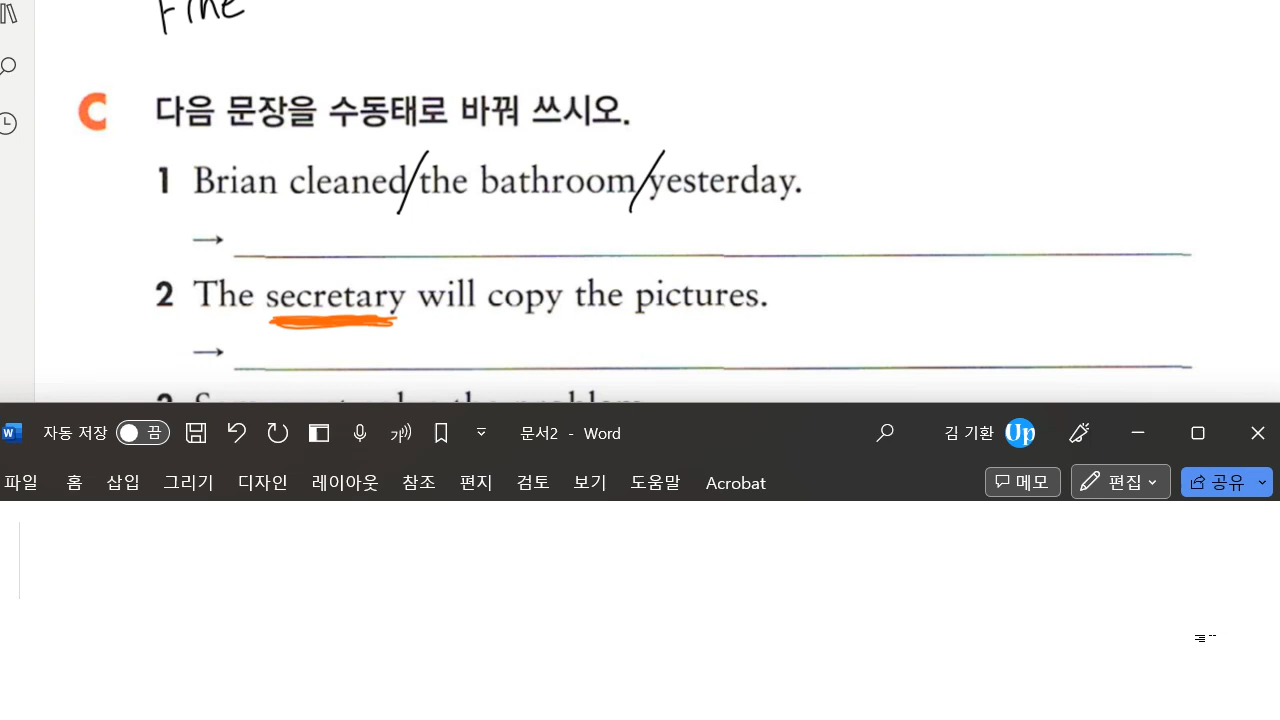 Fine
C 다음 문장을 수동태로 바꿔 쓰시오.
1 Brian cleaned/the bathroom/yesterday.
→
2 The secretary will copy the pictures.
→
자동 저장 끔 가)) 문서2 - Word 김 기환 Up
파일 홈 삽입 그리기 디자인 레이아웃 참조 편지 검토 보기 도움말 Acrobat 메모 편집 공유